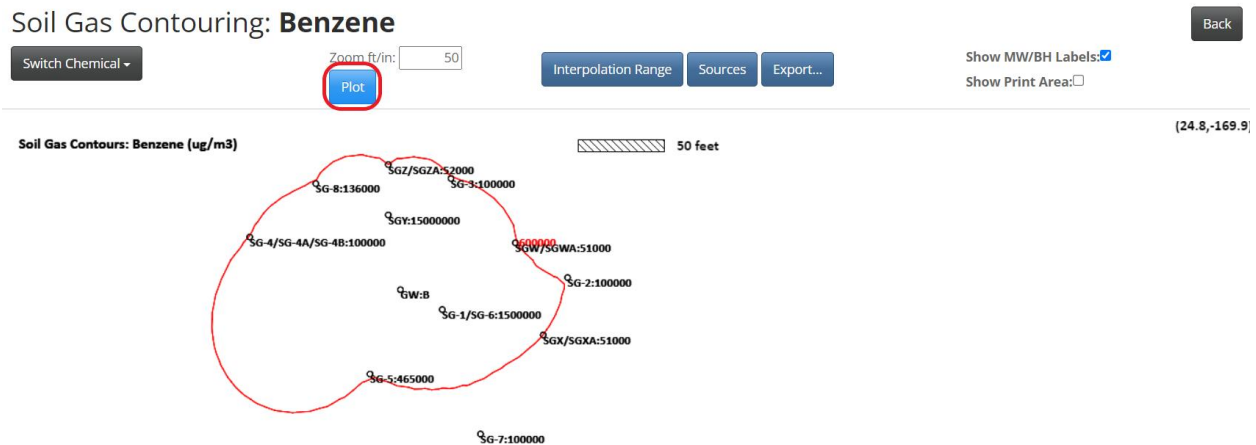 Soil Gas Contouring: Benzene
Back
Switch Chemical
Zoom ft/in: 50
Plot
Interpolation Range
Sources
Export...
Show MW/BH Labels:
Show Print Area:
(24.8,-169.9)
Soil Gas Contours: Benzene (ug/m3)
50 feet
SGZ/SGZA:52000
SG-3:100000
SG-8:136000
SGY:15000000
SG-4/SG-4A/SG-4B:100000
600000
SGW/SGWA:51000
SG-2:100000
GW:B
SG-1/SG-6:1500000
SGX/SGXA:51000
SG-5:465000
SG-7:100000